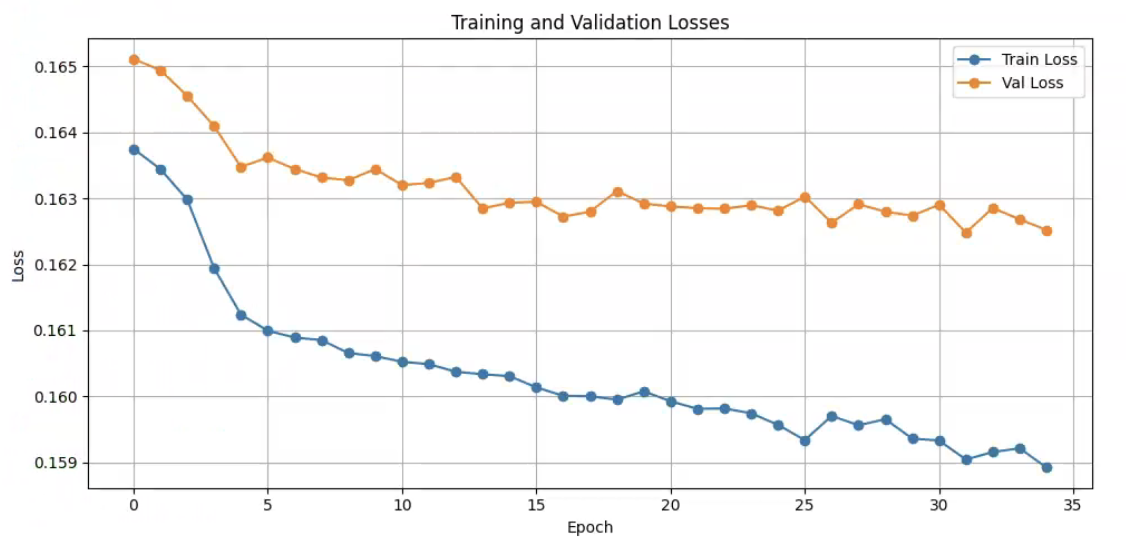 Training and Validation Losses
Train Loss
Val Loss
0.165
0.164
0.163
0.162
0.161
0.160
0.159
Loss
0 5 10 15 20 25 30 35
Epoch